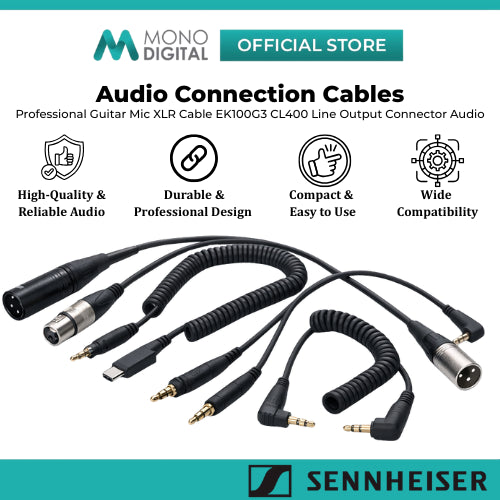 MONO
DIGITAL
OFFICIAL STORE
Audio Connection Cables
Professional Guitar Mic XLR Cable EK100G3 CL400 Line Output Connector Audio
High-Quality &
Reliable Audio
Durable &
Professional Design
Compact &
Easy to Use
Wide
Compatibility
SENNHEISER